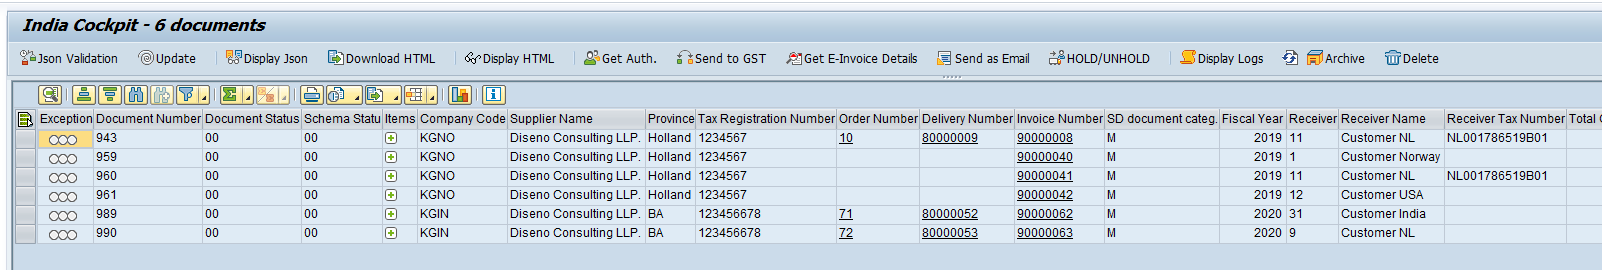 India Cockpit - 6 documents
Json Validation Update Display Json Download HTML Display HTML Get Auth. Send to GST Get E-Invoice Details Send as Email HOLD/UNHOLD Display Logs Archive Delete
Exception Document Number Document Status Schema Statu Items Company Code Supplier Name Province Tax Registration Number Order Number Delivery Number Invoice Number SD document categ. Fiscal Year Receiver Receiver Name Receiver Tax Number Total
943 00 00 KGNO Diseno Consulting LLP. Holland 1234567 10 80000009 90000008 M 2019 11 Customer NL NL001786519B01
959 00 00 KGNO Diseno Consulting LLP. Holland 1234567 90000040 M 2019 1 Customer Norway
960 00 00 KGNO Diseno Consulting LLP. Holland 1234567 90000041 M 2019 11 Customer NL NL001786519B01
961 00 00 KGNO Diseno Consulting LLP. Holland 1234567 90000042 M 2019 12 Customer USA
989 00 00 KGIN Diseno Consulting LLP. BA 123456678 71 80000052 90000062 M 2020 31 Customer India
990 00 00 KGIN Diseno Consulting LLP. BA 123456678 72 80000053 90000063 M 2020 9 Customer NL